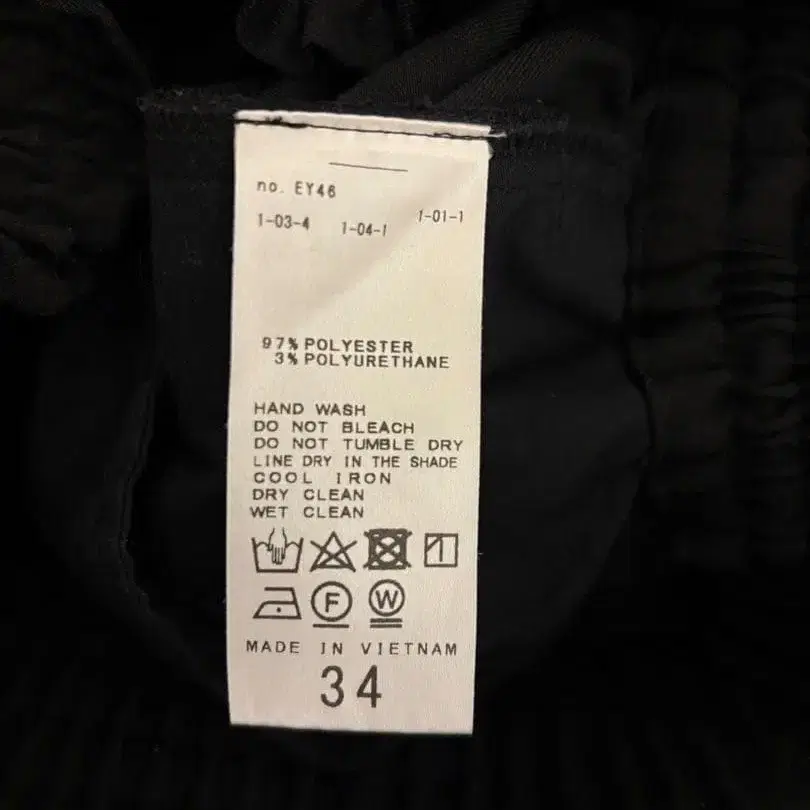 no. EY46
1-03-4 1-04-1 1-01-1
97% POLYESTER
3% POLYURETHANE
HAND WASH
DO NOT BLEACH
DO NOT TUMBLE DRY
LINE DRY IN THE SHADE
COOL IRON
DRY CLEAN
WET CLEAN
F W
MADE IN VIETNAM
34